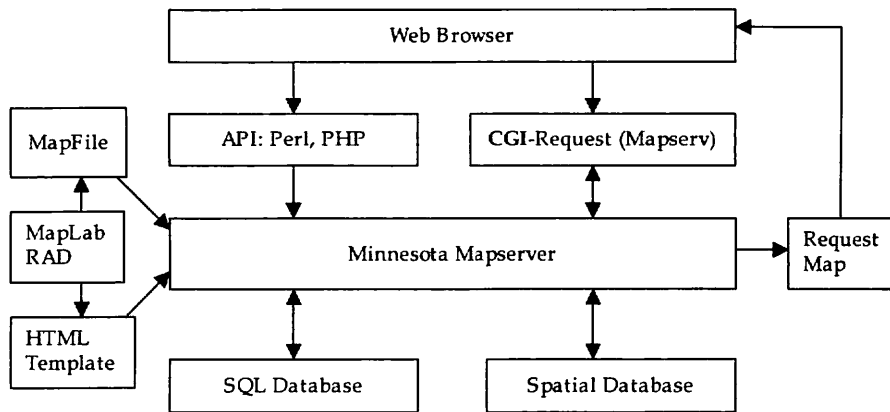 Web Browser
API: Perl, PHP
CGI-Request (Mapserv)
MapFile
MapLab
RAD
Minnesota Mapserver
Request
Map
HTML
Template
SQL Database
Spatial Database